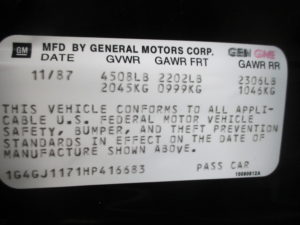 GM MFD BY GENERAL MOTORS CORP.
DATE GVWR GAWR FRT GAWR RR
11/87 4508LB 2202LB 2306LB
2045KG 0999KG 1046KG
THIS VEHICLE CONFORMS TO ALL APPLI-
CABLE U.S. FEDERAL MOTOR VEHICLE
SAFETY, BUMPER, AND THEFT PREVENTION
STANDARDS IN EFFECT ON THE DATE OF
MANUFACTURE SHOWN ABOVE.
1G4GJ1171HP416683 PASS CAR